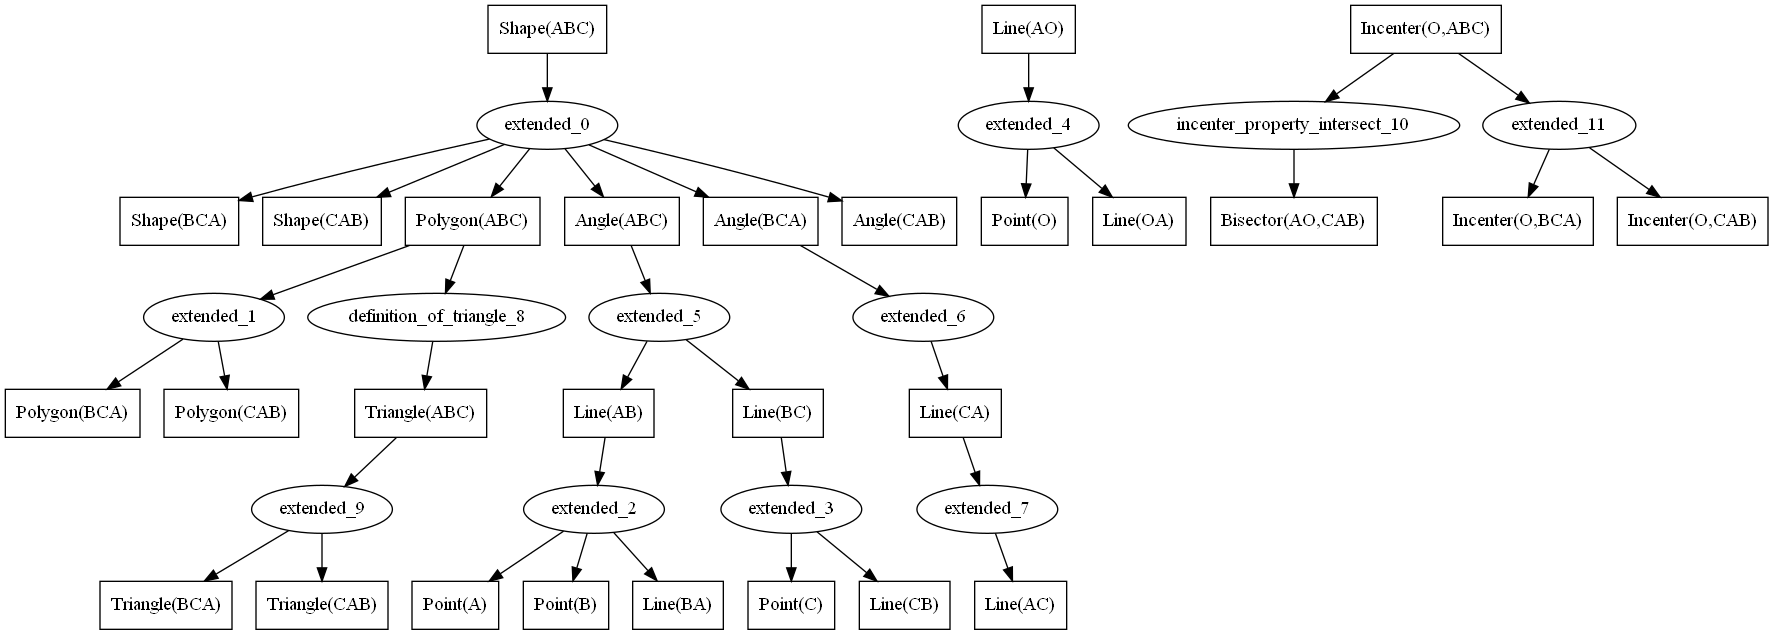 Shape(ABC)
Line(AO)
Incenter(O,ABC)
extended_0
extended_4
incenter_property_intersect_10
extended_11
Shape(BCA)
Shape(CAB)
Polygon(ABC)
Angle(ABC)
Angle(BCA)
Angle(CAB)
Point(O)
Line(OA)
Bisector(AO,CAB)
Incenter(O,BCA)
Incenter(O,CAB)
extended_1
definition_of_triangle_8
extended_5
extended_6
Polygon(BCA)
Polygon(CAB)
Triangle(ABC)
Line(AB)
Line(BC)
Line(CA)
extended_9
extended_2
extended_3
extended_7
Triangle(BCA)
Triangle(CAB)
Point(A)
Point(B)
Line(BA)
Point(C)
Line(CB)
Line(AC)